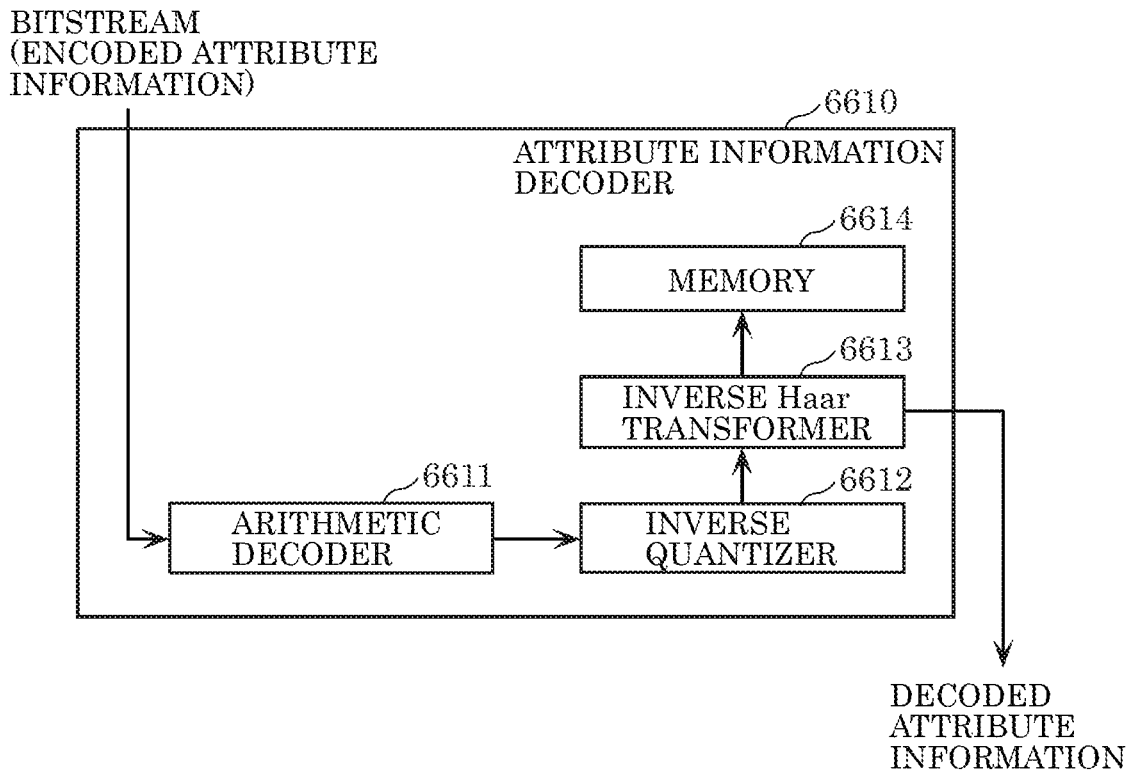 BITSTREAM
(ENCODED ATTRIBUTE
INFORMATION)
6610
ATTRIBUTE INFORMATION
DECODER
6614
MEMORY
6613
INVERSE Haar
TRANSFORMER
6611
ARITHMETIC
DECODER
6612
INVERSE
QUANTIZER
DECODED
ATTRIBUTE
INFORMATION